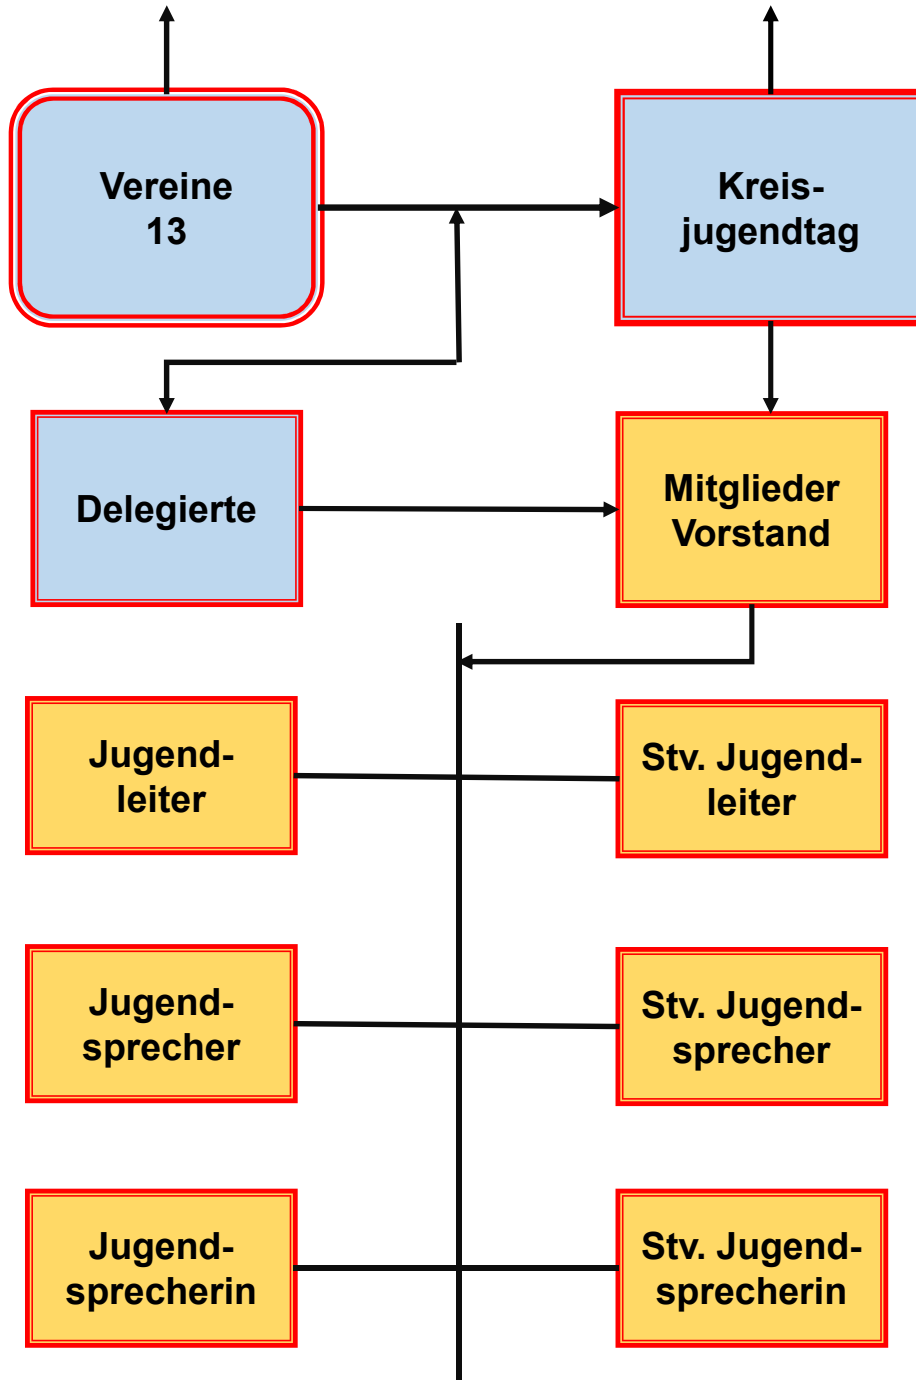 Vereine
13
Kreis-
jugendtag
Delegierte
Mitglieder
Vorstand
Jugend-
leiter
Stv. Jugend-
leiter
Jugend-
sprecher
Stv. Jugend-
sprecher
Jugend-
sprecherin
Stv. Jugend-
sprecherin